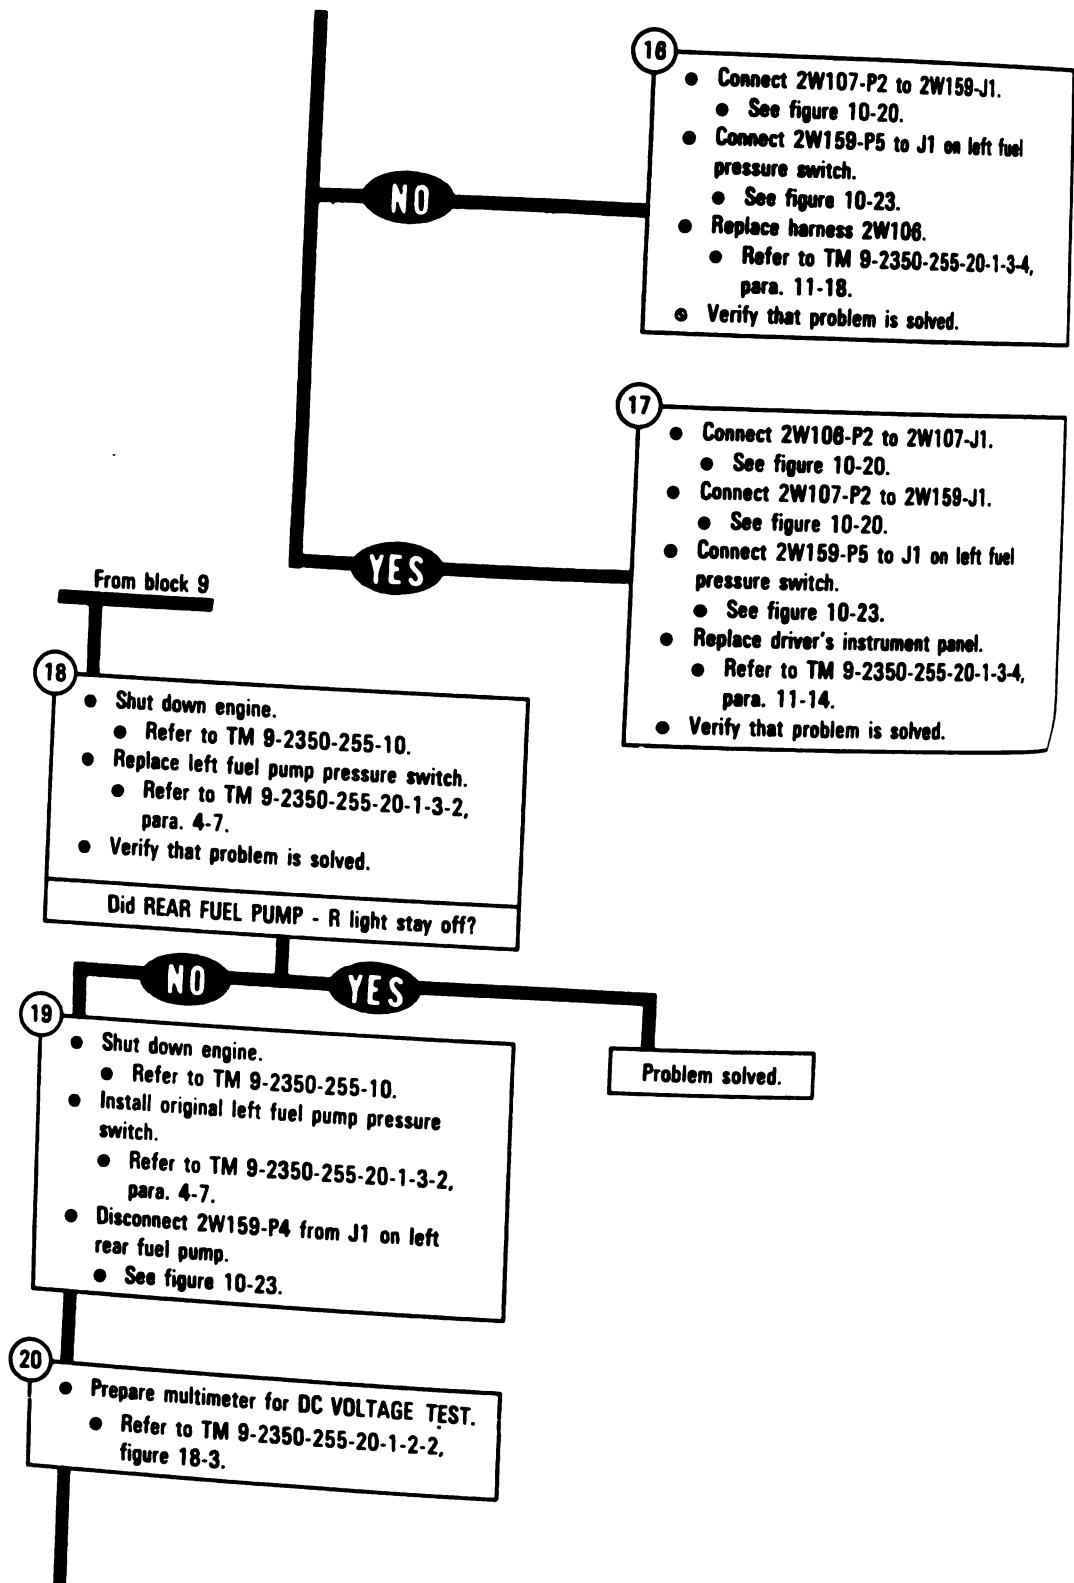 16
● Connect 2W107-P2 to 2W159-J1.
● See figure 10-20.
● Connect 2W159-P5 to J1 on left fuel
pressure switch.
● See figure 10-23.
● Replace harness 2W106.
● Refer to TM 9-2350-255-20-1-3-4,
para. 11-18.
● Verify that problem is solved.
NO
17
● Connect 2W106-P2 to 2W107-J1.
● See figure 10-20.
● Connect 2W107-P2 to 2W159-J1.
● See figure 10-20.
● Connect 2W159-P5 to J1 on left fuel
pressure switch.
● See figure 10-23.
● Replace driver's instrument panel.
● Refer to TM 9-2350-255-20-1-3-4,
para. 11-14.
● Verify that problem is solved.
YES
From block 9
18
● Shut down engine.
● Refer to TM 9-2350-255-10.
● Replace left fuel pump pressure switch.
● Refer to TM 9-2350-255-20-1-3-2,
para. 4-7.
● Verify that problem is solved.
Did REAR FUEL PUMP - R light stay off?
NO
YES
19
● Shut down engine.
● Refer to TM 9-2350-255-10.
● Install original left fuel pump pressure
switch.
● Refer to TM 9-2350-255-20-1-3-2,
para. 4-7.
● Disconnect 2W159-P4 from J1 on left
rear fuel pump.
● See figure 10-23.
Problem solved.
20
● Prepare multimeter for DC VOLTAGE TEST.
● Refer to TM 9-2350-255-20-1-2-2,
figure 18-3.